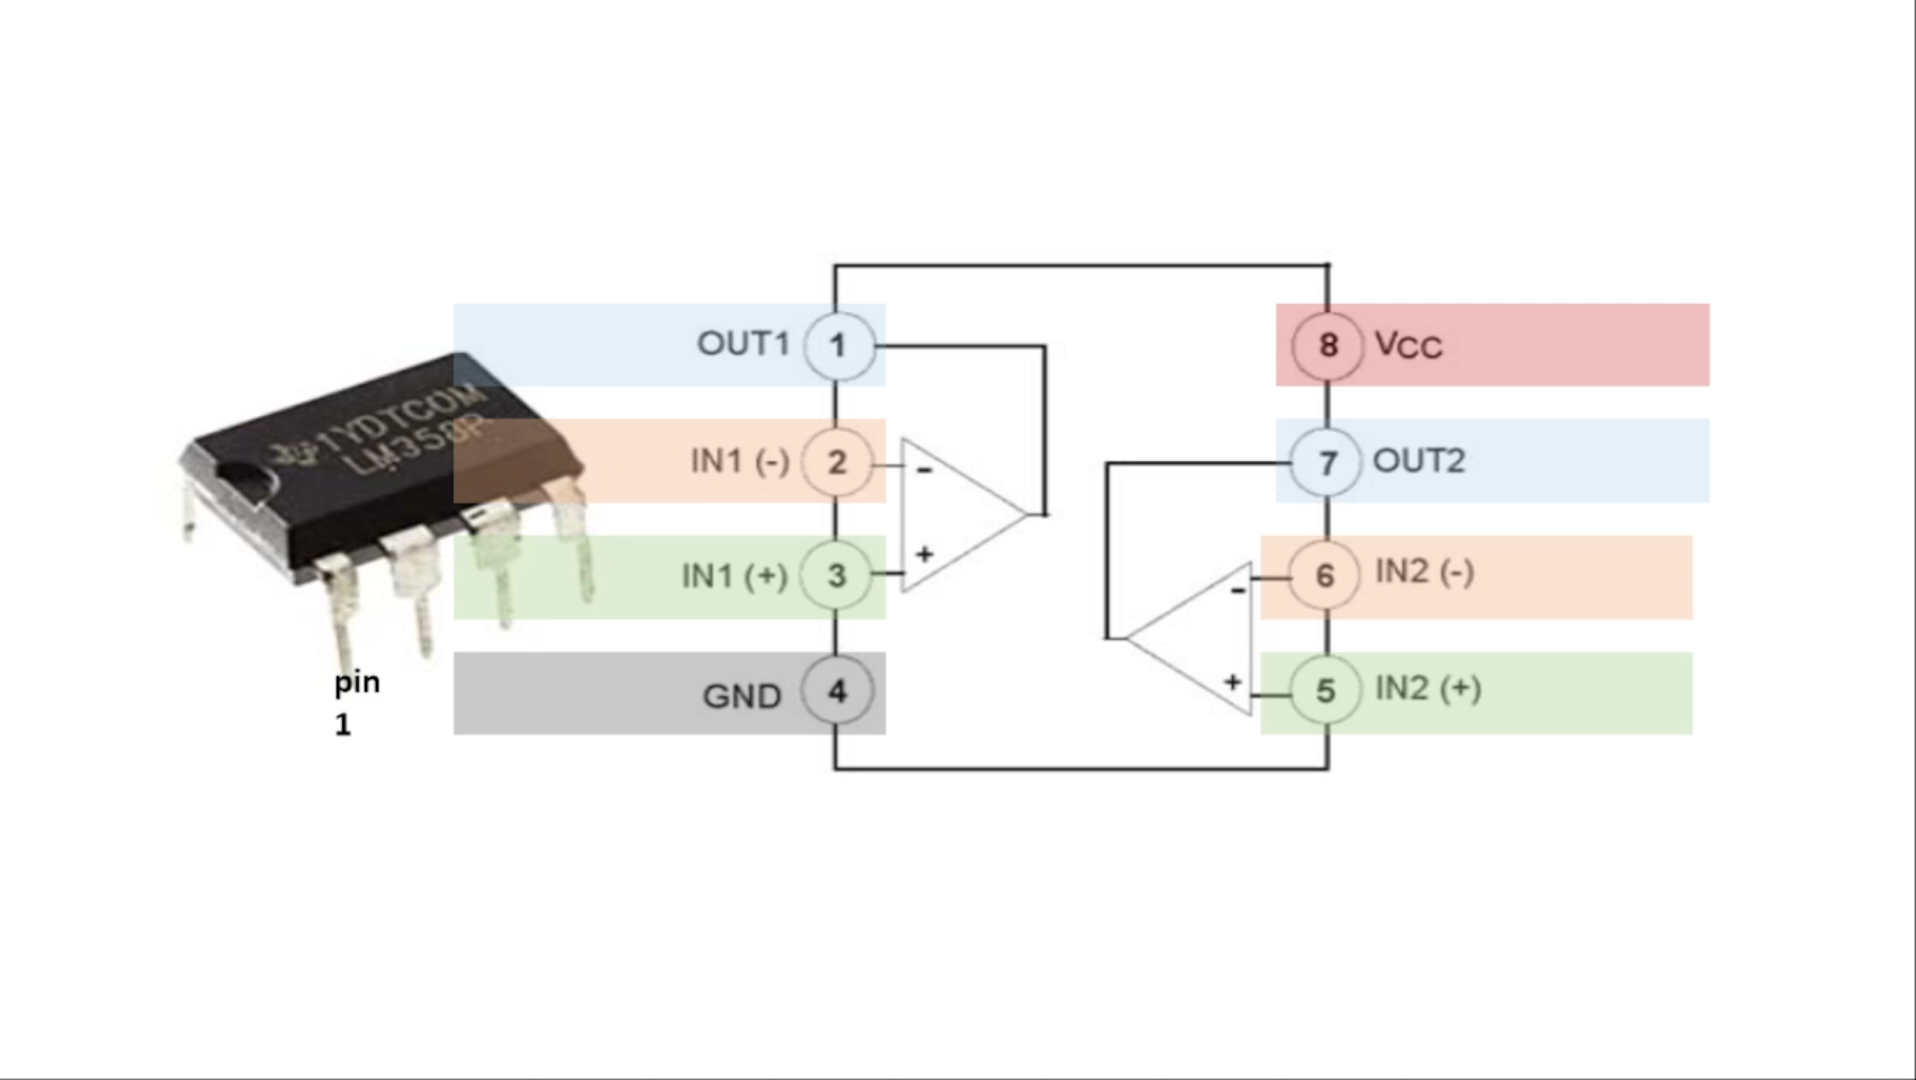 1YDTCOM
LM358P
pin
1
OUT1 1
IN1 (-) 2
IN1 (+) 3
GND 4
-
+
8 Vcc
7 OUT2
6 IN2 (-)
5 IN2 (+)
-
+